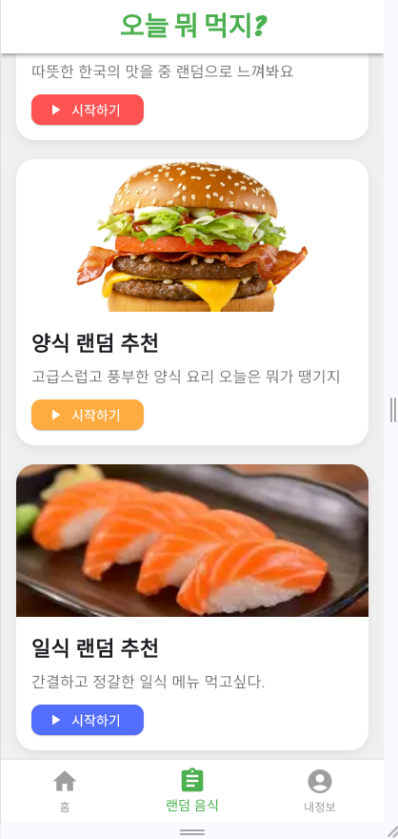 오늘 뭐 먹지?
따뜻한 한국의 맛을 중 랜덤으로 느껴봐요
시작하기
양식 랜덤 추천
고급스럽고 풍부한 양식 요리 오늘은 뭐가 땡기지
시작하기
일식 랜덤 추천
간결하고 정갈한 일식 메뉴 먹고싶다.
시작하기
홈
랜덤 음식
내정보